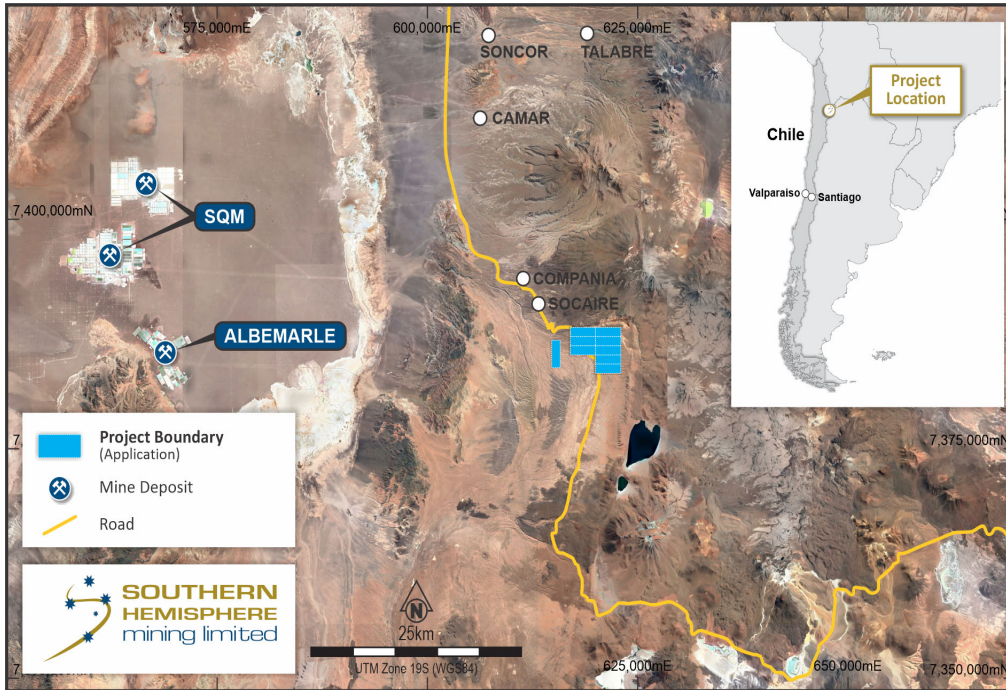 575,000mE
600,000mE
625,000mE
SONCOR
TALABRE
CAMAR
SQM
7,400,000mN
COMPANIA
SOCAIRE
ALBEMARLE
7,375,000mN
Project
Location
Chile
Valparaiso
Santiago
Project Boundary
(Application)
Mine Deposit
Road
SOUTHERN
HEMISPHERE
mining limited
N
25km
UTM Zone 19S (WGS84)
625,000mE
650,000mE
7,350,000mN